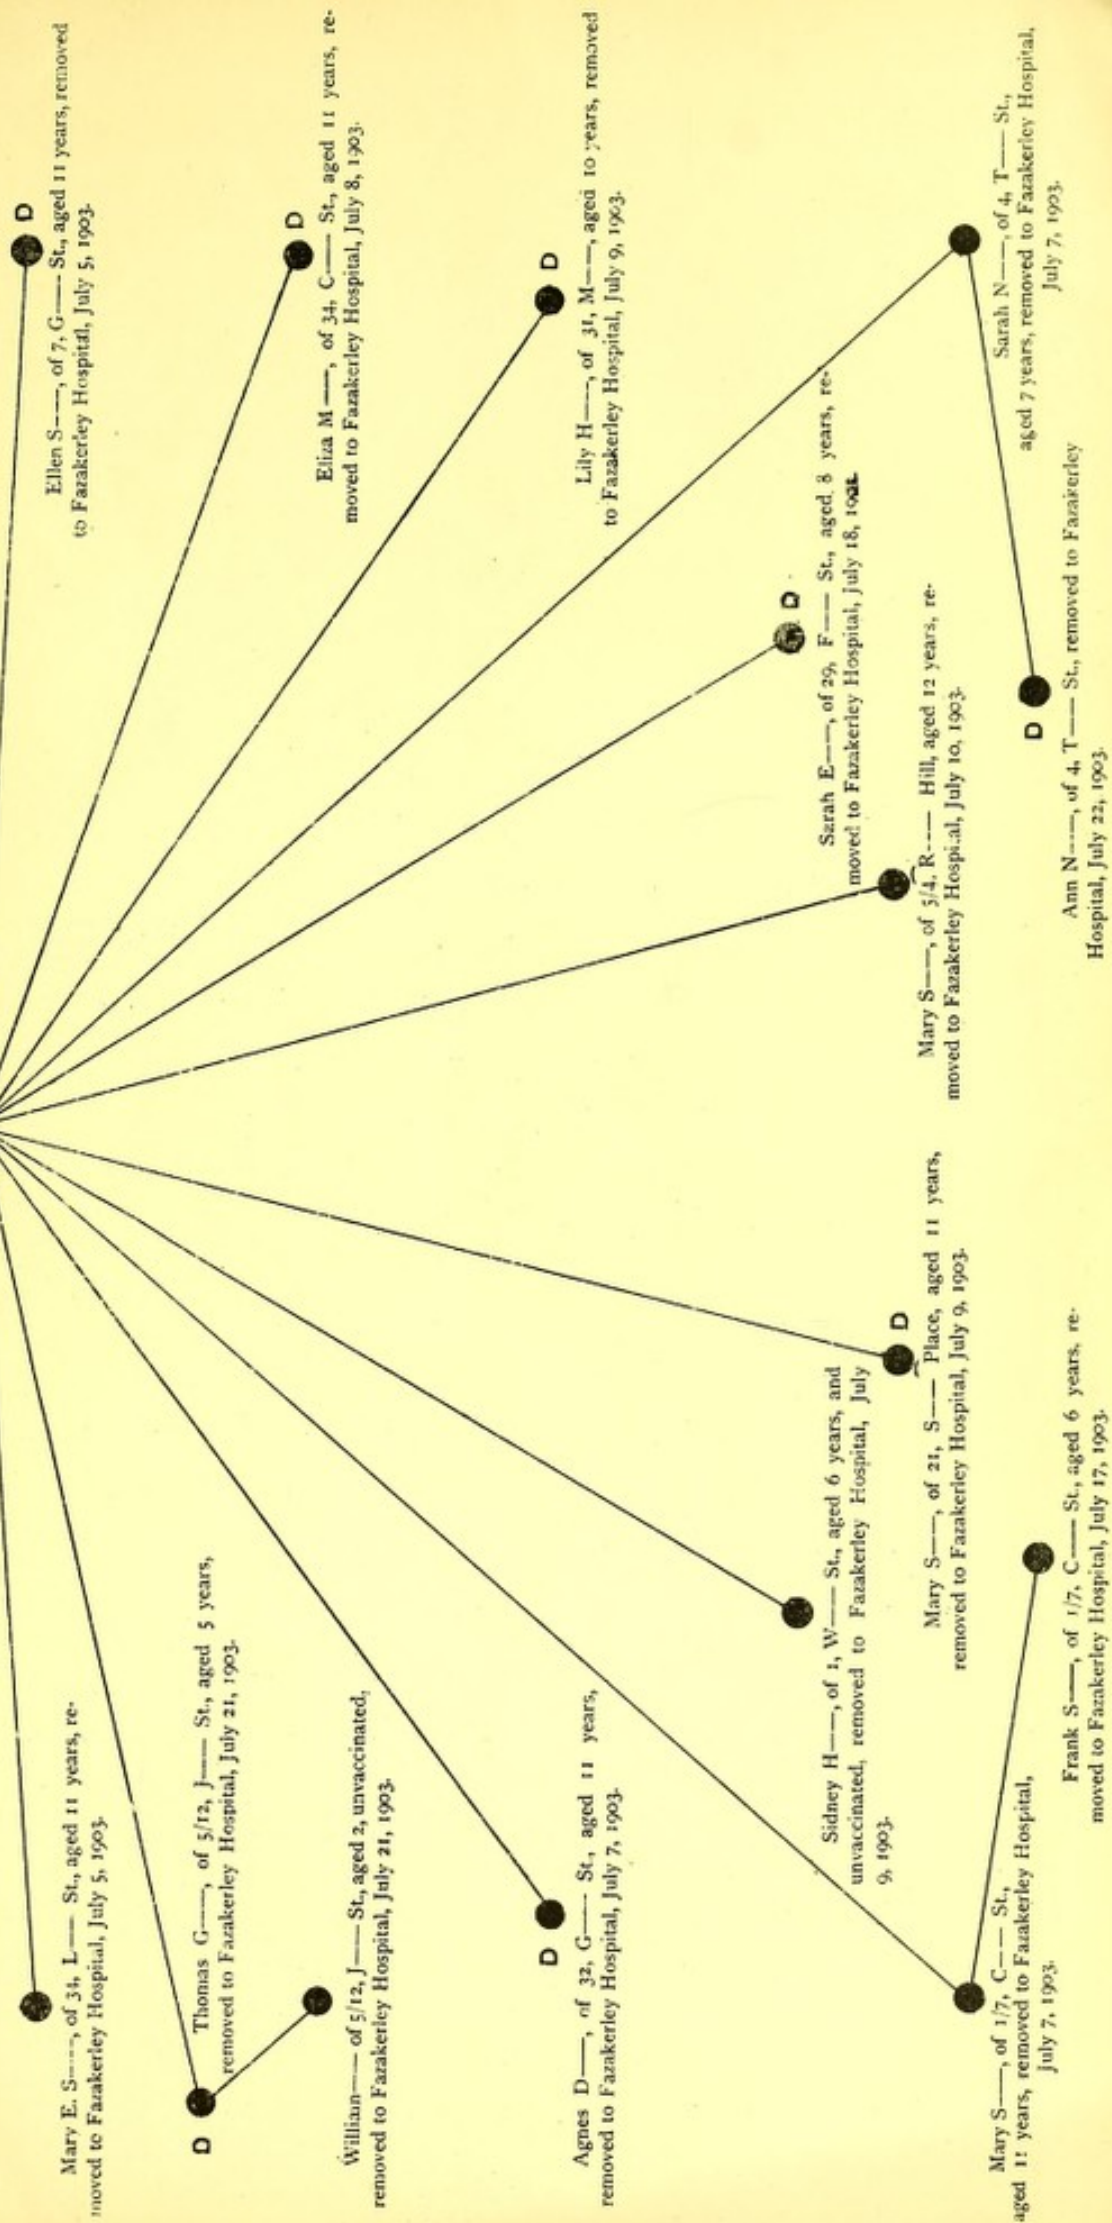 Mary E. S----, of 34, L—— St., aged 11 years, re-
moved to Fazakerley Hospital, July 5, 1903.
D
Ellen S——, of 7, G—— St., aged 11 years, removed
to Fazakerley Hospital, July 5, 1903.
D
Thomas G——, of 5/12, J—— St., aged 5 years,
removed to Fazakerley Hospital, July 21, 1903.
D
Eliza M——, of 34, C—— St., aged 11 years, re-
moved to Fazakerley Hospital, July 8, 1903.
William—— of 5/12, J—— St., aged 2, unvaccinated,
removed to Fazakerley Hospital, July 21, 1903.
D
Agnes D——, of 32, G—— St., aged 11 years,
removed to Fazakerley Hospital, July 7, 1903.
D
Lily H——, of 31, M——, aged 10 years, removed
to Fazakerley Hospital, July 9, 1903.
D
Sidney H——, of 1, W—— St., aged 6 years, and
unvaccinated, removed to Fazakerley Hospital, July
9, 1903.
Sarah E——, of 29, F—— St., aged 8 years, re-
moved to Fazakerley Hospital, July 18,
D
Mary S——, of 21, S—— Place, aged 11 years,
removed to Fazakerley Hospital, July 9, 1903.
Mary S——, of 5/4, R---- Hill, aged 12 years, re-
moved to Fazakerley Hospital, July 10, 1903.
Mary S——, of 1/7, C—— St.,
aged 11 years, removed to Fazakerley Hospital,
July 7, 1903.
Sarah N——, of 4, T—— St.,
aged 7 years, removed to Fazakerley Hospital,
July 7, 1903.
D
Frank S——, of 1/7, C—— St., aged 6 years, re-
moved to Fazakerley Hospital, July 17, 1903.
Ann N——, of 4, T—— St., removed to Fazakerley
Hospital, July 22, 1903.